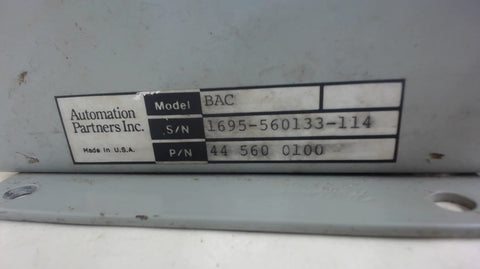 Automation
Partners Inc.
Made in U.S.A.
Model BAC
S/N 1695-560133-114
P/N 44 560 0100